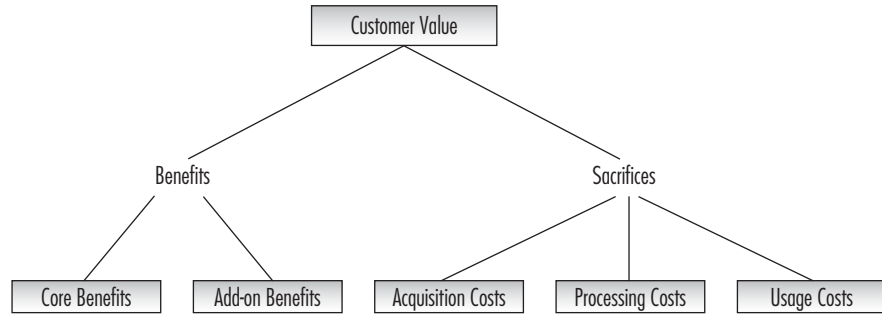 Customer Value
Benefits
Sacrifices
Core Benefits
Add-on Benefits
Acquisition Costs
Processing Costs
Usage Costs